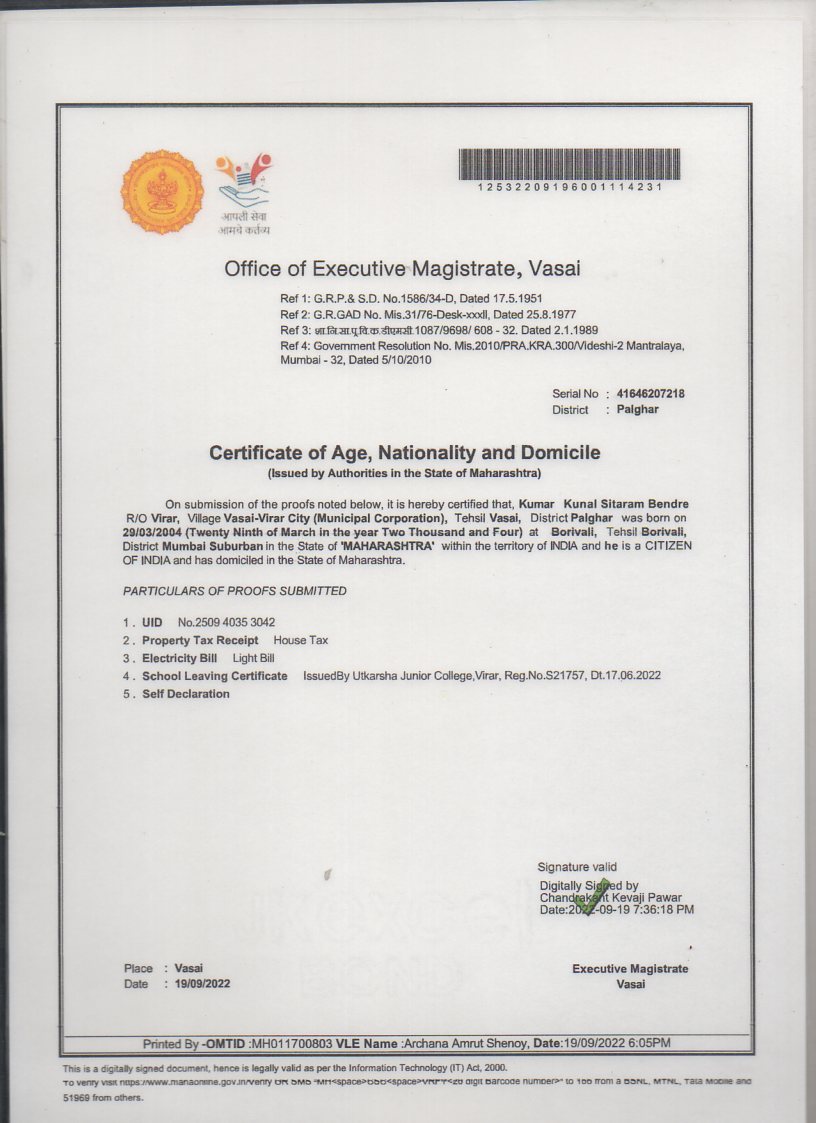 आपली सेवा
आमचे कर्तव्य
12532209196001114231
Office of Executive Magistrate, Vasai
Ref 1: G.R.P.& S.D. No.1586/34-D, Dated 17.5.1951
Ref 2: G.R.GAD No. Mis.31/76-Desk-xxxII, Dated 25.8.1977
Ref 3: शा.नि.सा.पू.वि.क.डीएमसी.1087/9698/ 608 - 32. Dated 2.1.1989
Ref 4: Government Resolution No. Mis.2010/PRA.KRA.300/Videshi-2 Mantralaya,
Mumbai - 32, Dated 5/10/2010
Serial No : 41646207218
District : Palghar
Certificate of Age, Nationality and Domicile
(Issued by Authorities in the State of Maharashtra)
On submission of the proofs noted below, it is hereby certified that, Kumar Kunal Sitaram Bendre
R/O Virar, Village Vasai-Virar City (Municipal Corporation), Tehsil Vasai, District Palghar was born on
29/03/2004 (Twenty Ninth of March in the year Two Thousand and Four) at Borivali, Tehsil Borivali,
District Mumbai Suburban in the State of 'MAHARASHTRA' within the territory of INDIA and he is a CITIZEN
OF INDIA and has domiciled in the State of Maharashtra.
PARTICULARS OF PROOFS SUBMITTED
1 . UID No.2509 4035 3042
2 . Property Tax Receipt House Tax
3 . Electricity Bill Light Bill
4 . School Leaving Certificate IssuedBy Utkarsha Junior College,Virar, Reg.No.S21757, Dt.17.06.2022
5 . Self Declaration
Signature valid
Digitally Signed by
Chandrakant Kevaji Pawar
Date:2022-09-19 7:36:18 PM
Place : Vasai
Date : 19/09/2022
Executive Magistrate
Vasai
Printed By -OMTID :MH011700803 VLE Name :Archana Amrut Shenoy, Date:19/09/2022 6:05PM
This is a digitally signed document, hence is legally valid as per the Information Technology (IT) Act, 2000.
To verify visit https://www.mahaonline.gov.in/Verify OR SMS "MH<space> <space>VRFY<20 digit Barcode number>" to 166 from a BSNL, MTNL, Tata Mobile and
51969 from others.